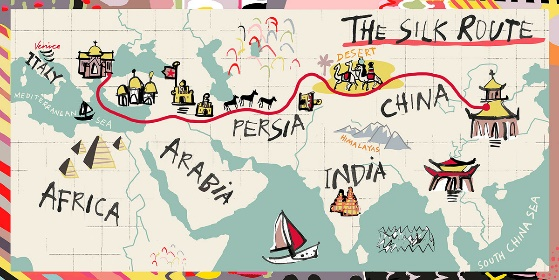 THE SILK ROUTE
Venice
ITALY
DESERT
MEDITERRANEAN
SEA
CHINA
PERSIA
HIMALAYAS
ARABIA
INDIA
AFRICA
SOUTH CHINA SEA